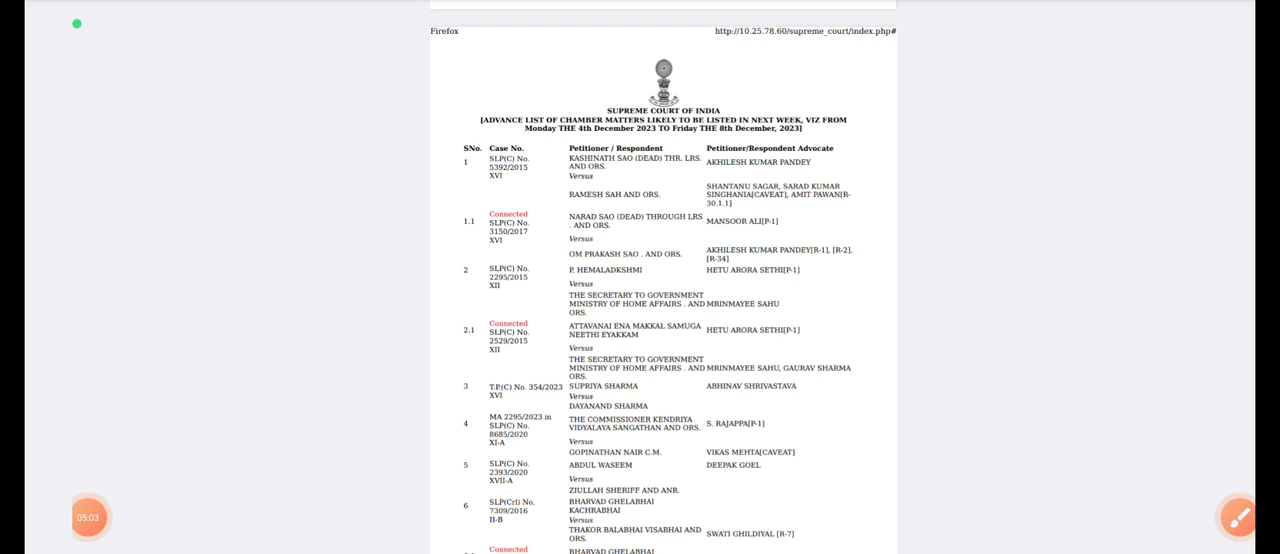 Firefox http://10.25.78.60/supreme_court/index.php#
SUPREME COURT OF INDIA
[ADVANCE LIST OF CHAMBER MATTERS LIKELY TO BE LISTED IN NEXT WEEK, VIZ FROM
Monday THE 4th December 2023 TO Friday THE 8th December, 2023]
SNo. Case No. Petitioner / Respondent Petitioner/Respondent Advocate
1 SLP(C) No. 5392/2015 XVI KASHINATH SAO (DEAD) THR. LRS. AND ORS. AKHILESH KUMAR PANDEY
Versus
RAMESH SAH AND ORS. SHANTANU SAGAR, SARAD KUMAR SINGHANIA[CAVEAT], AMIT PAWAN[R-30.1.1]
Connected
1.1 SLP(C) No. 3150/2017 XVI NARAD SAO (DEAD) THROUGH LRS . AND ORS. MANSOOR ALI[P-1]
Versus
OM PRAKASH SAO . AND ORS. AKHILESH KUMAR PANDEY[R-1], [R-2], [R-34]
2 SLP(C) No. 2295/2015 XII P. HEMALADKSHMI HETU ARORA SETHI[P-1]
Versus
THE SECRETARY TO GOVERNMENT MINISTRY OF HOME AFFAIRS . AND ORS. MRINMAYEE SAHU
Connected
2.1 SLP(C) No. 2529/2015 XII ATTAVANAI ENA MAKKAL SAMUGA NEETHI EYAKKAM HETU ARORA SETHI[P-1]
Versus
THE SECRETARY TO GOVERNMENT MINISTRY OF HOME AFFAIRS . AND ORS. MRINMAYEE SAHU, GAURAV SHARMA
3 T.P.(C) No. 354/2023 XVI SUPRIYA SHARMA ABHINAV SHRIVASTAVA
Versus
DAYANAND SHARMA
4 MA 2295/2023 in SLP(C) No. 8685/2020 XI-A THE COMMISSIONER KENDRIYA VIDYALAYA SANGATHAN AND ORS. S. RAJAPPA[P-1]
Versus
GOPINATHAN NAIR C.M. VIKAS MEHTA[CAVEAT]
5 SLP(C) No. 2393/2020 XVII-A ABDUL WASEEM DEEPAK GOEL
Versus
ZIULLAH SHERIFF AND ANR.
6 SLP(Crl) No. 7309/2016 II-B BHARVAD GHELABHAI KACHRABHAI
Versus
THAKOR BALABHAI VISABHAI AND ORS. SWATI GHILDIYAL [R-7]
Connected
BHARVAD GHELABHAI
05:03